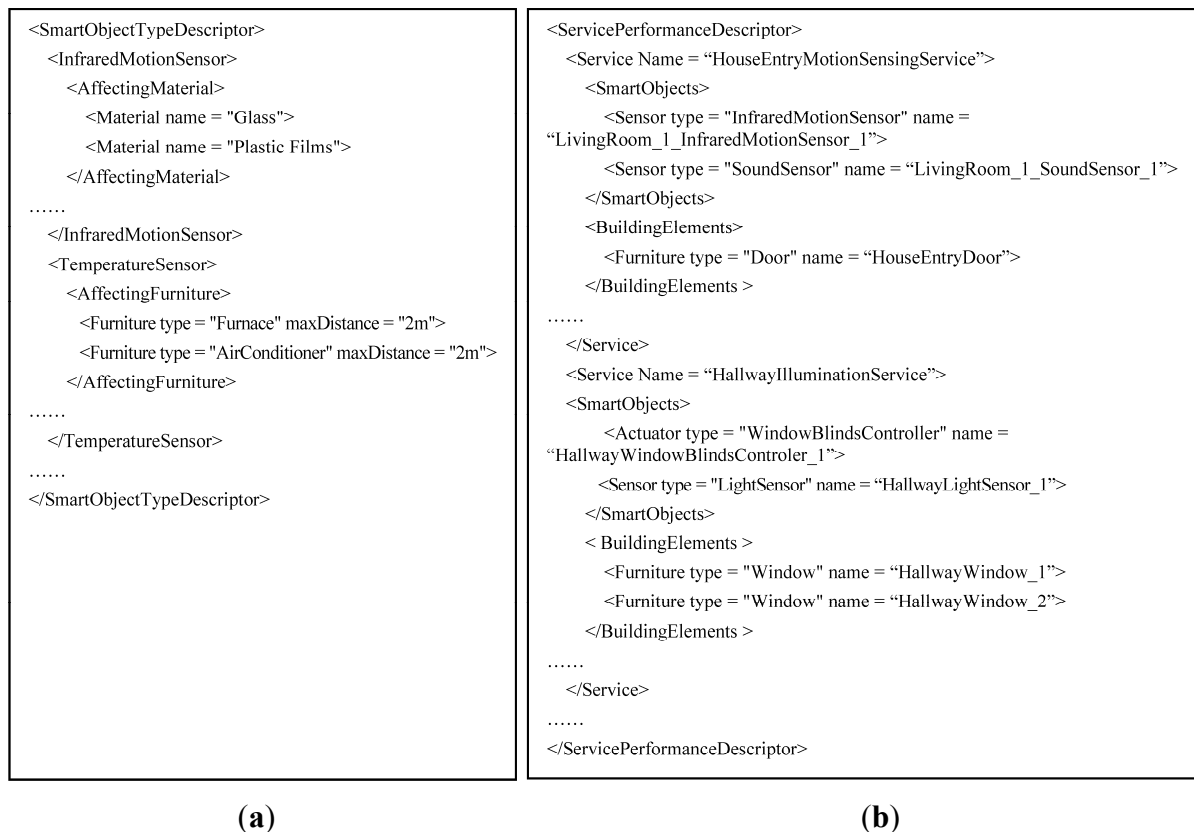 <SmartObjectTypeDescriptor>
<InfraredMotionSensor>
<AffectingMaterial>
<Material name = "Glass">
<Material name = "Plastic Films">
</AffectingMaterial>
……
</InfraredMotionSensor>
<TemperatureSensor>
<AffectingFurniture>
<Furniture type = "Furnace" maxDistance = "2m">
<Furniture type = "AirConditioner" maxDistance = "2m">
</AffectingFurniture>
……
</TemperatureSensor>
……
</SmartObjectTypeDescriptor>
(a)
<ServicePerformanceDescriptor>
<Service Name = “HouseEntryMotionSensingService”>
<SmartObjects>
<Sensor type = "InfraredMotionSensor" name =
“LivingRoom_1_InfraredMotionSensor_1”>
<Sensor type = "SoundSensor" name = “LivingRoom_1_SoundSensor_1”>
</SmartObjects>
<BuildingElements>
<Furniture type = "Door" name = “HouseEntryDoor”>
</BuildingElements >
……
</Service>
<Service Name = “HallwayIlluminationService”>
<SmartObjects>
<Actuator type = "WindowBlindsController" name =
“HallwayWindowBlindsControler_1”>
<Sensor type = "LightSensor" name = “HallwayLightSensor_1”>
</SmartObjects>
< BuildingElements >
<Furniture type = "Window" name = “HallwayWindow_1”>
<Furniture type = "Window" name = “HallwayWindow_2”>
</BuildingElements >
……
</Service>
……
</ServicePerformanceDescriptor>
(b)